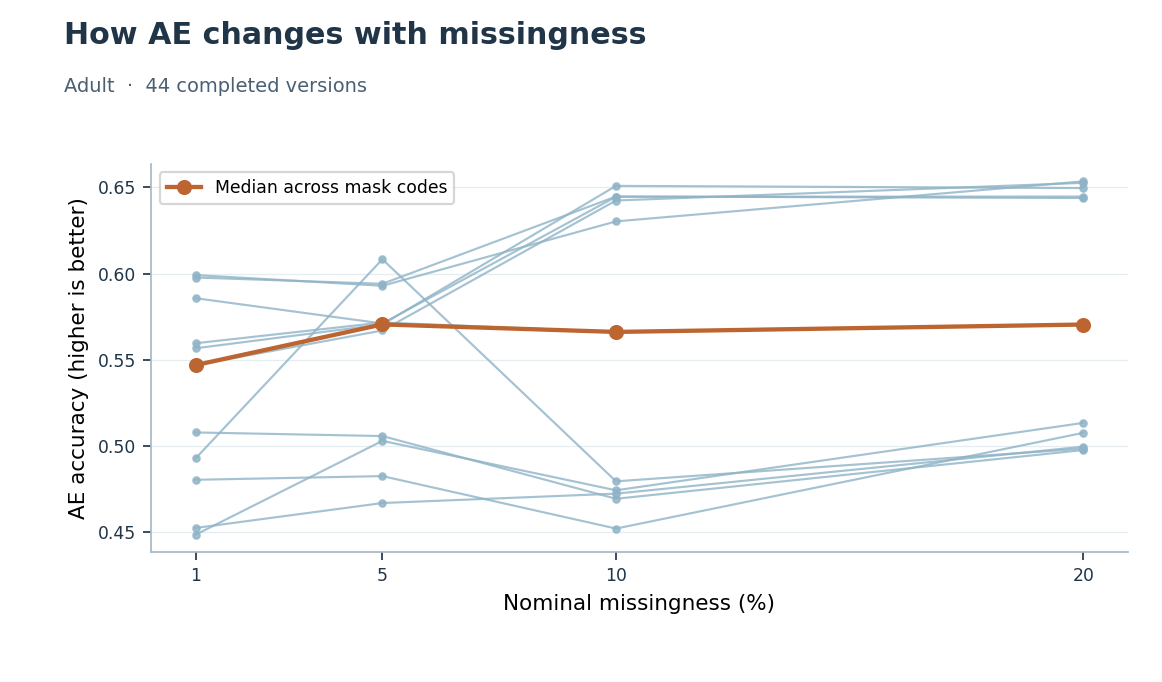 How AE changes with missingness
Adult · 44 completed versions
Median across mask codes
AE accuracy (higher is better)
0.65
0.60
0.55
0.50
0.45
1
5
10
20
Nominal missingness (%)